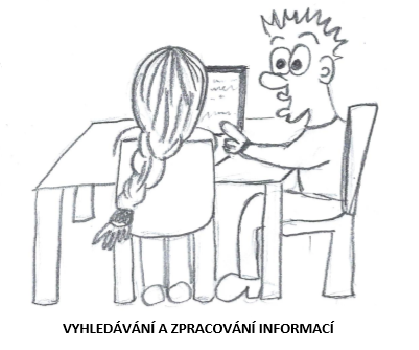 VYHLEDÁVÁNÍ A ZPRACOVÁNÍ INFORMACÍ